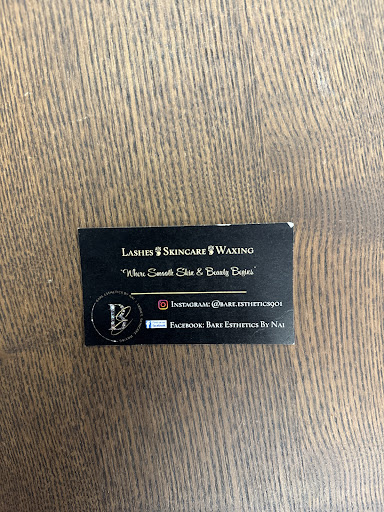 LASHES SKINCARE WAXING
"Where Smooth Skin & Beauty Begins"
INSTAGRAM: @BARE.ESTHETICS901
FACEBOOK: BARE ESTHETICS BY NAI